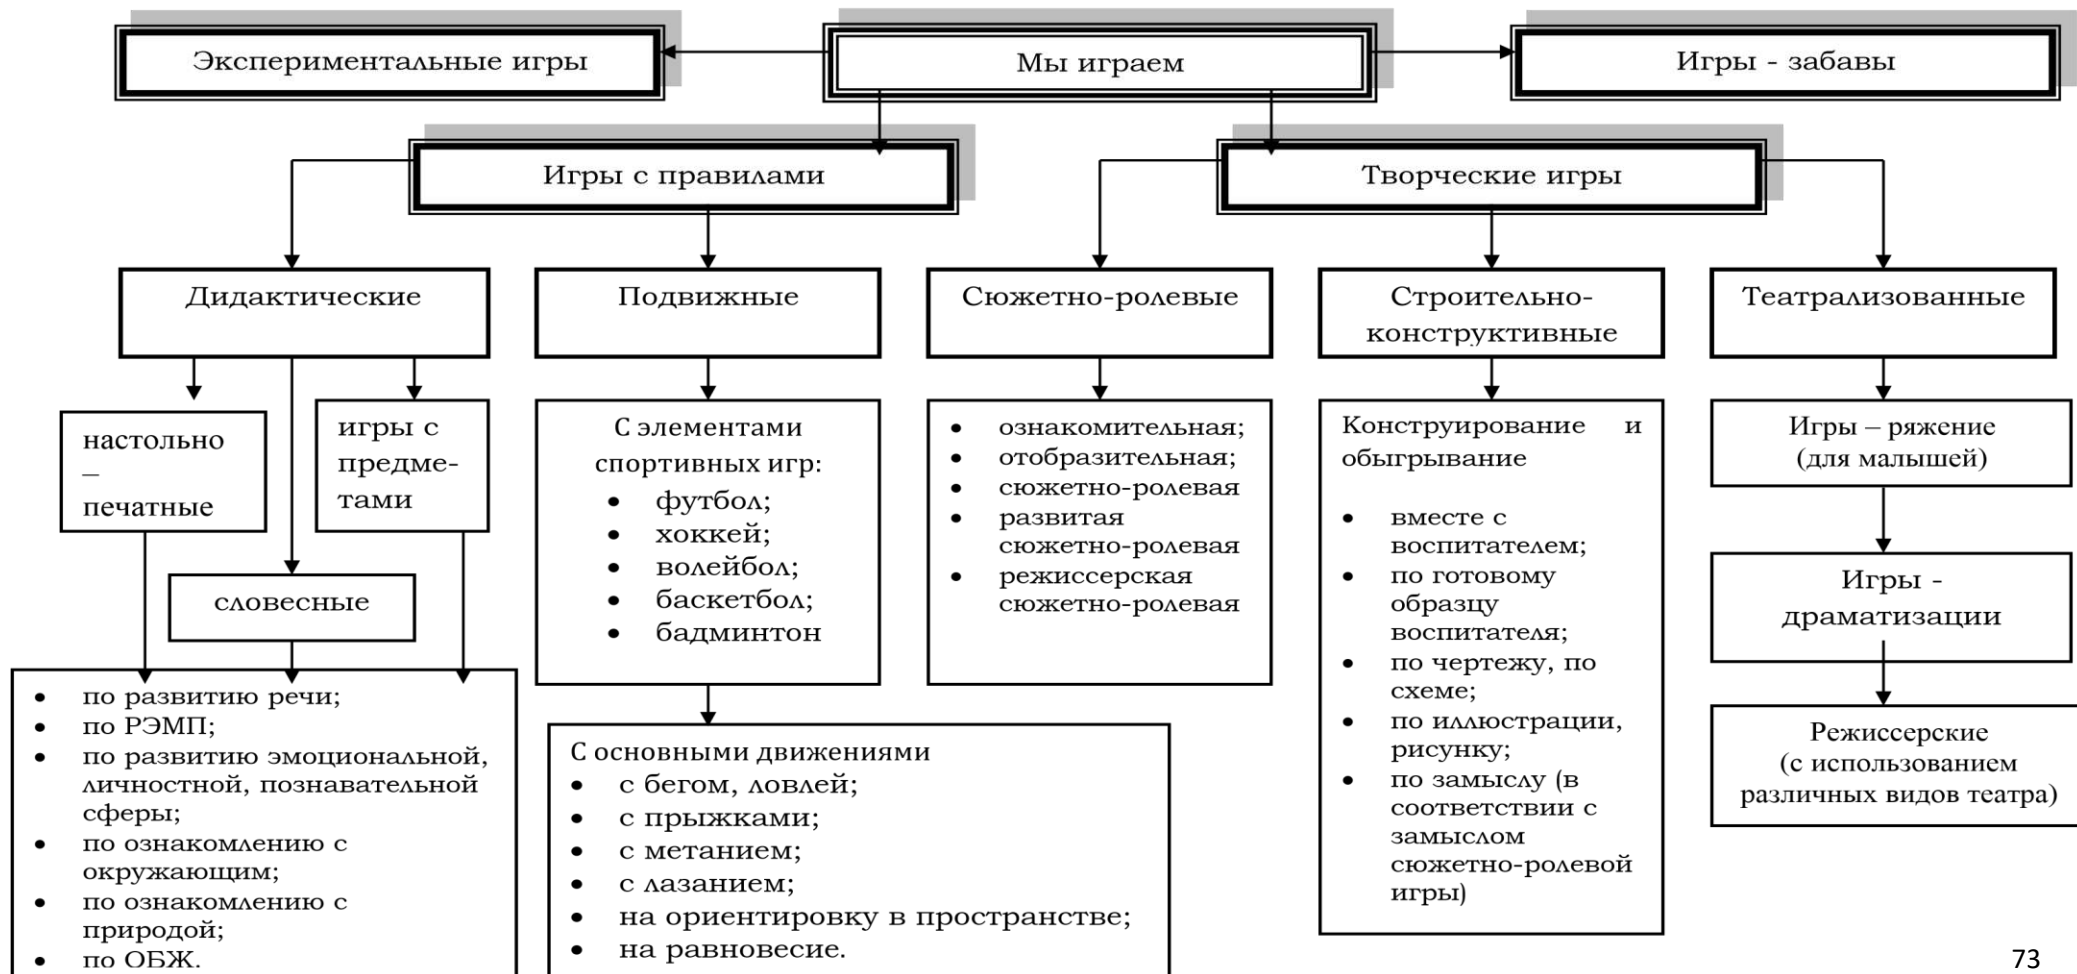 Экспериментальные игры
Мы играем
Игры - забавы
Игры с правилами
Творческие игры
Дидактические
Подвижные
Сюжетно-ролевые
Строительно-
конструктивные
Театрализованные
настольно
–
печатные
игры с
предме-
тами
словесные
• по развитию речи;
• по РЭМП;
• по развитию эмоциональной,
личностной, познавательной
сферы;
• по ознакомлению с
окружающим;
• по ознакомлению с
природой;
• по ОБЖ.
С элементами
спортивных игр:
• футбол;
• хоккей;
• волейбол;
• баскетбол;
• бадминтон
С основными движениями
• с бегом, ловлей;
• с прыжками;
• с метанием;
• с лазанием;
• на ориентировку в пространстве;
• на равновесие.
• ознакомительная;
• отобразительная;
• сюжетно-ролевая
• развитая
сюжетно-ролевая
• режиссерская
сюжетно-ролевая
Конструирование и
обыгрывание
• вместе с
воспитателем;
• по готовому
образцу
воспитателя;
• по чертежу, по
схеме;
• по иллюстрации,
рисунку;
• по замыслу (в
соответствии с
замыслом
сюжетно-ролевой
игры)
Игры – ряжение
(для малышей)
Игры -
драматизации
Режиссерские
(с использованием
различных видов театра)
73